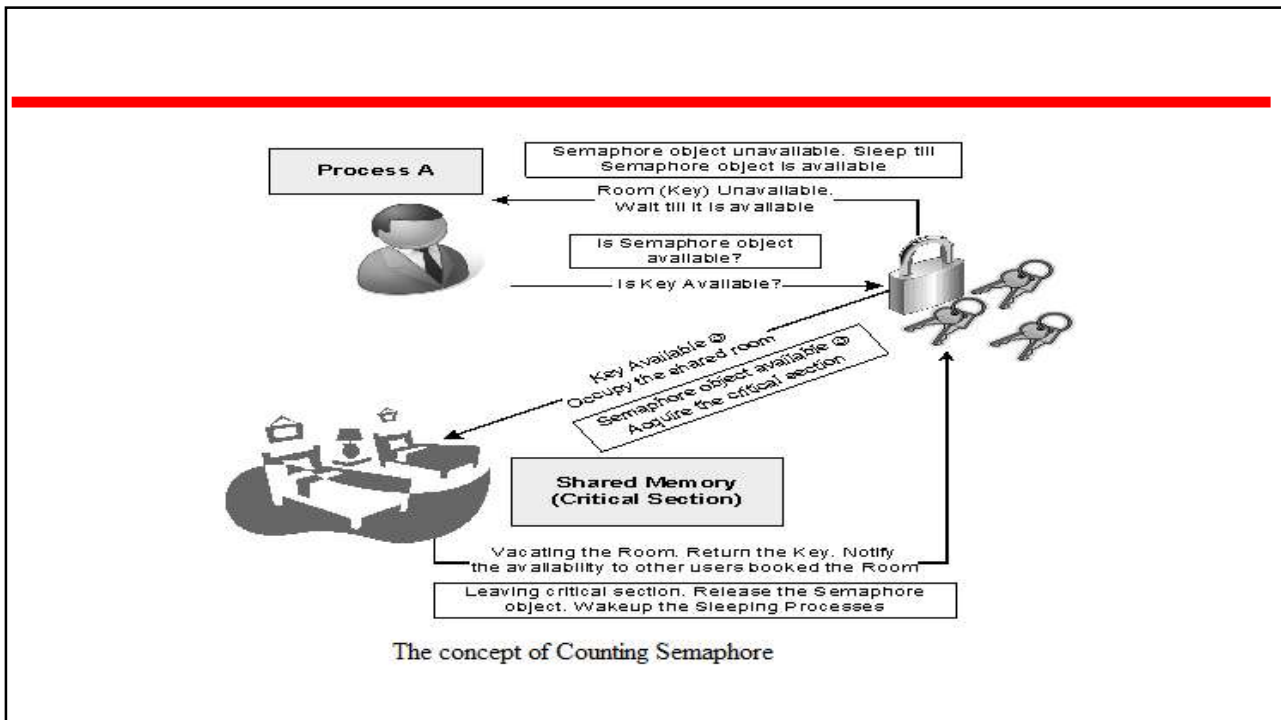 Semaphore object unavailable. Sleep till
Semaphore object is available
Process A
Room (Key) Unavailable.
Wait till it is available
Is Semaphore object
available?
Is Key Available?
Key Available ☺
Occupy the shared room
Semaphore object available ☺
Acquire the critical section
Shared Memory
(Critical Section)
Vacating the Room. Return the Key. Notify
the availability to other users booked the Room
Leaving critical section. Release the Semaphore
object. Wakeup the Sleeping Processes
The concept of Counting Semaphore